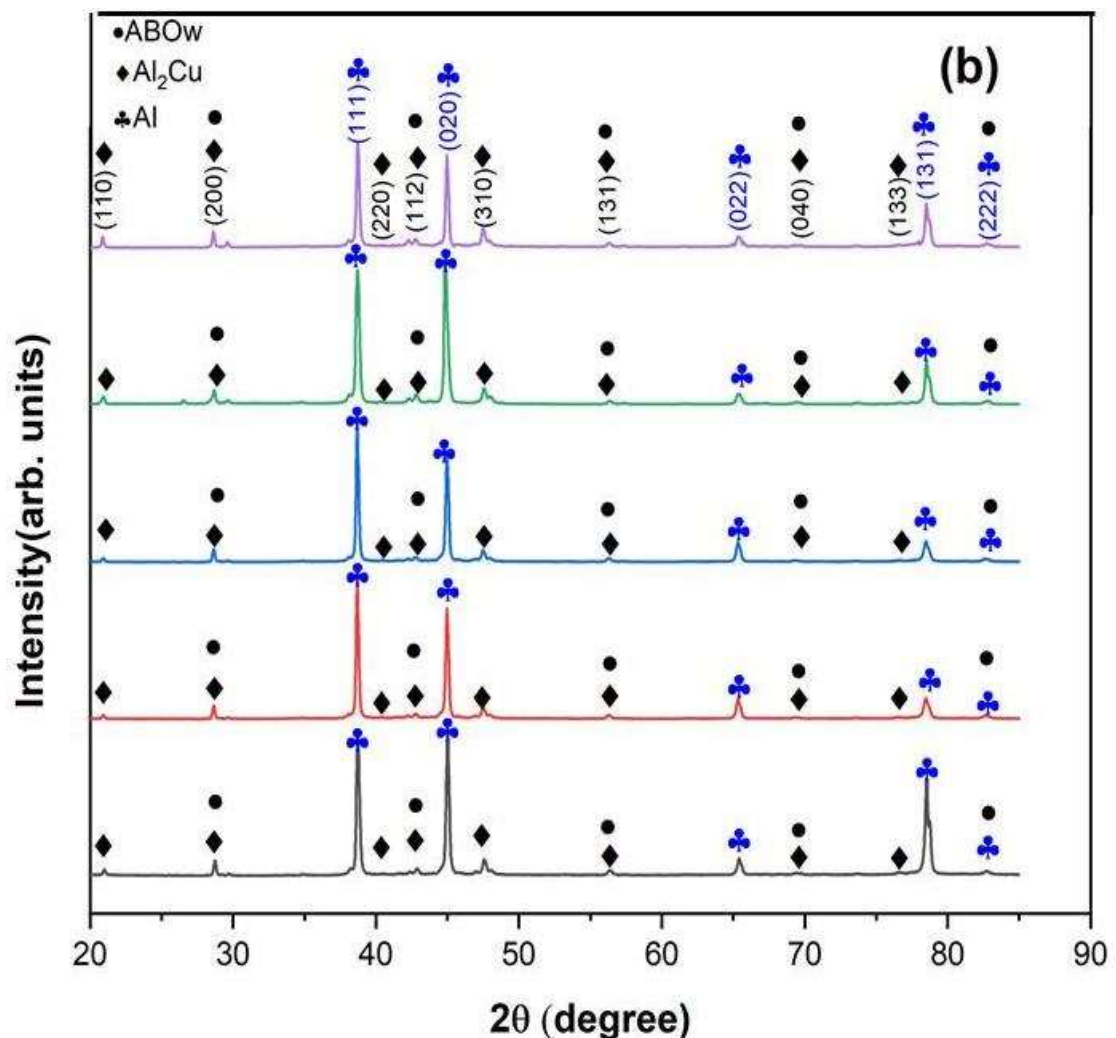 ●ABOw
♦Al₂Cu
♣Al
(b)
(110)
(200)
(111)
(220)
(112)
(020)
(310)
(131)
(022)
(040)
(133)
(131)
(222)
Intensity(arb. units)
20 30 40 50 60 70 80 90
2θ (degree)